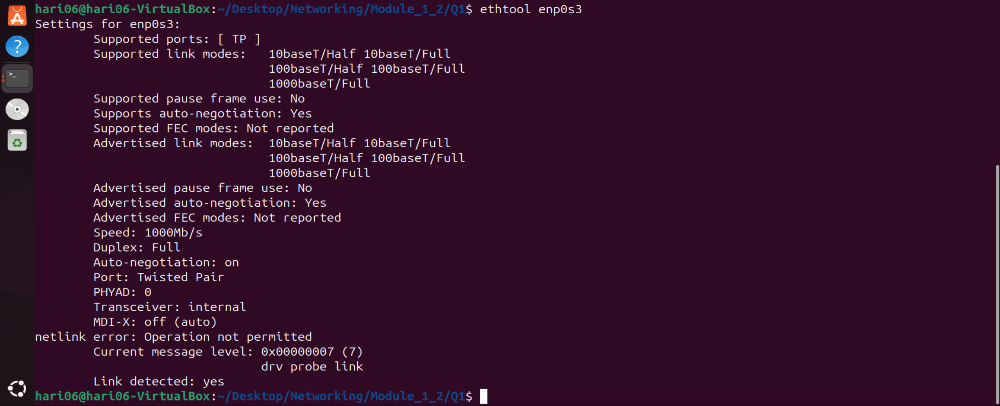 hari06@hari06-VirtualBox:~/Desktop/Networking/Module_1_2/Q1$ ethtool enp0s3
Settings for enp0s3:
        Supported ports: [ TP ]
        Supported link modes:   10baseT/Half 10baseT/Full
                                100baseT/Half 100baseT/Full
                                1000baseT/Full
        Supported pause frame use: No
        Supports auto-negotiation: Yes
        Supported FEC modes: Not reported
        Advertised link modes:  10baseT/Half 10baseT/Full
                                100baseT/Half 100baseT/Full
                                1000baseT/Full
        Advertised pause frame use: No
        Advertised auto-negotiation: Yes
        Advertised FEC modes: Not reported
        Speed: 1000Mb/s
        Duplex: Full
        Auto-negotiation: on
        Port: Twisted Pair
        PHYAD: 0
        Transceiver: internal
        MDI-X: off (auto)
netlink error: Operation not permitted
        Current message level: 0x00000007 (7)
                               drv probe link
        Link detected: yes
hari06@hari06-VirtualBox:~/Desktop/Networking/Module_1_2/Q1$